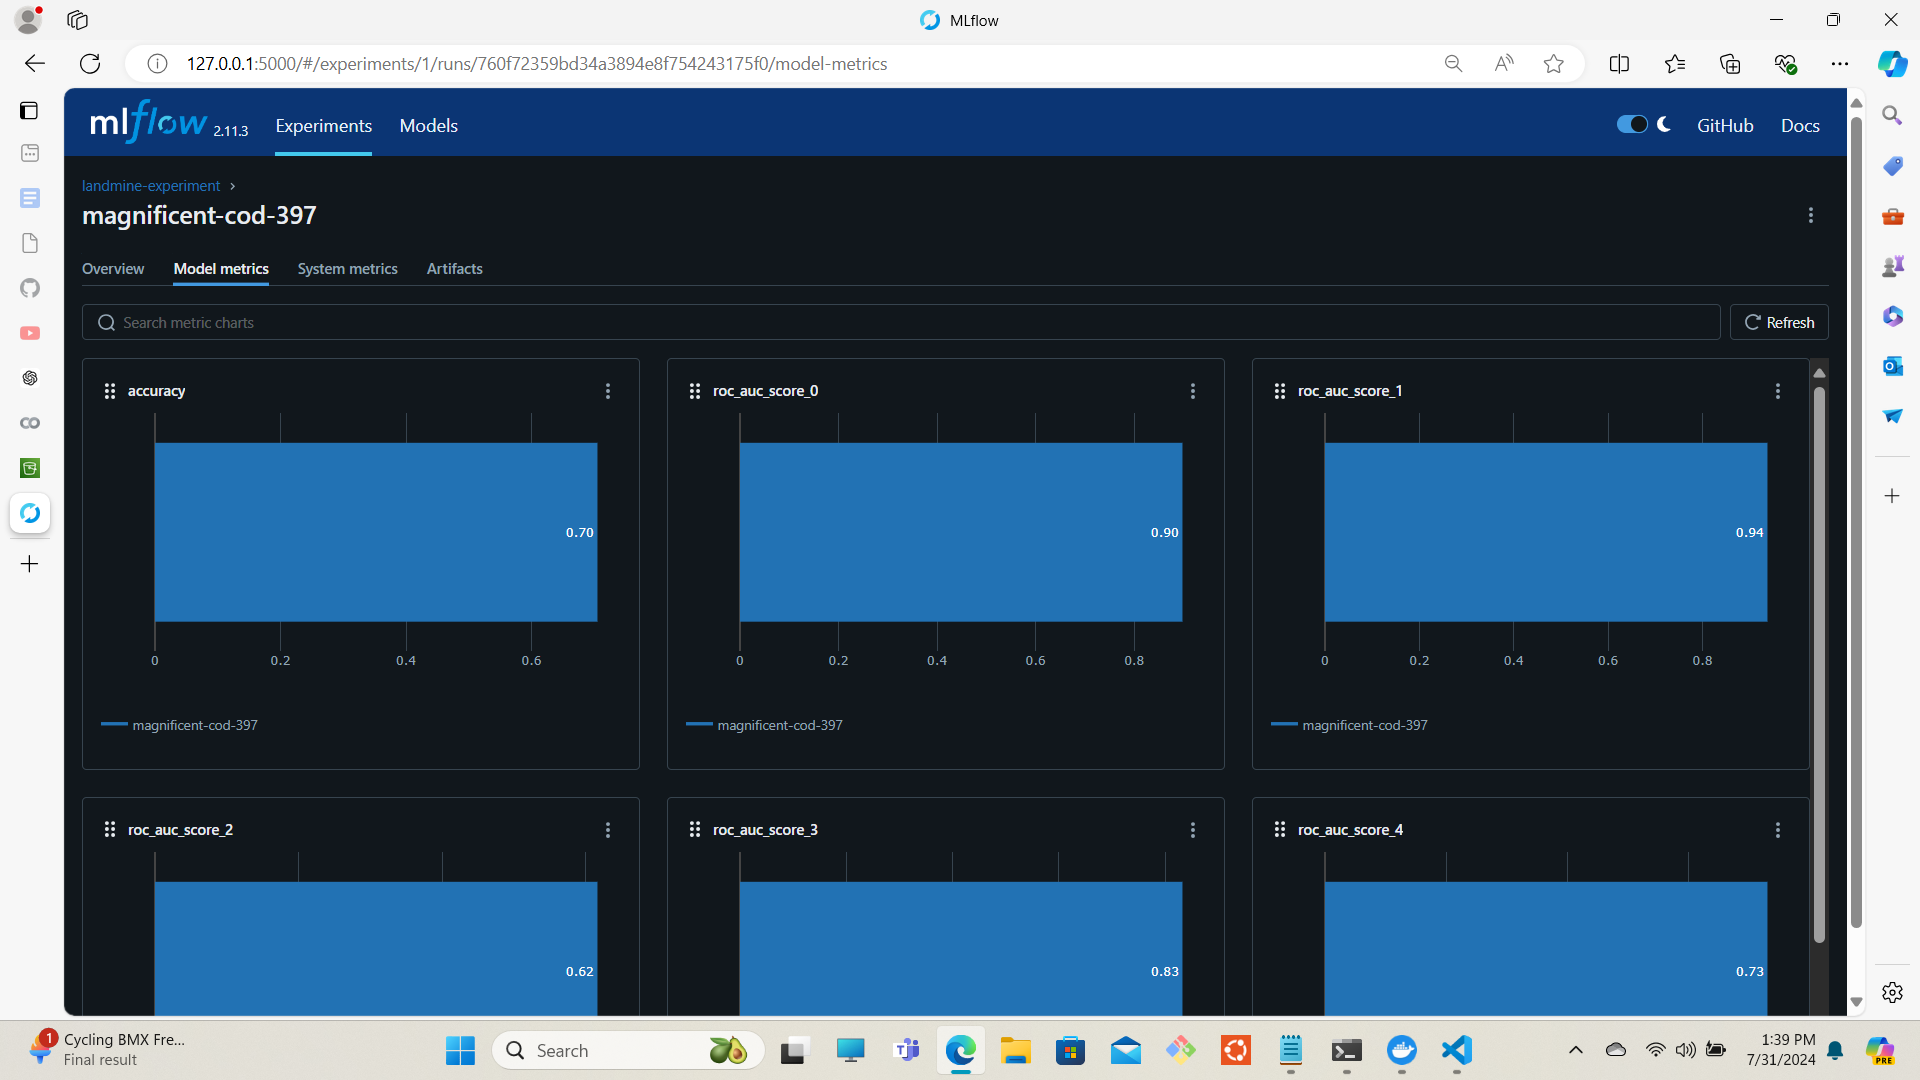 MLflow
127.0.0.1:5000/#/experiments/1/runs/760f72359bd34a3894e8f754243175f0/model-metrics
mlflow 2.11.3 Experiments Models GitHub Docs
landmine-experiment
magnificent-cod-397
Overview Model metrics System metrics Artifacts
Search metric charts Refresh
accuracy
0.70
0 0.2 0.4 0.6
magnificent-cod-397
roc_auc_score_0
0.90
0 0.2 0.4 0.6 0.8
magnificent-cod-397
roc_auc_score_1
0.94
0 0.2 0.4 0.6 0.8
magnificent-cod-397
roc_auc_score_2
0.62
roc_auc_score_3
0.83
roc_auc_score_4
0.73
1
Cycling BMX Fre...
Final result
Search
1:39 PM
7/31/2024
PRE